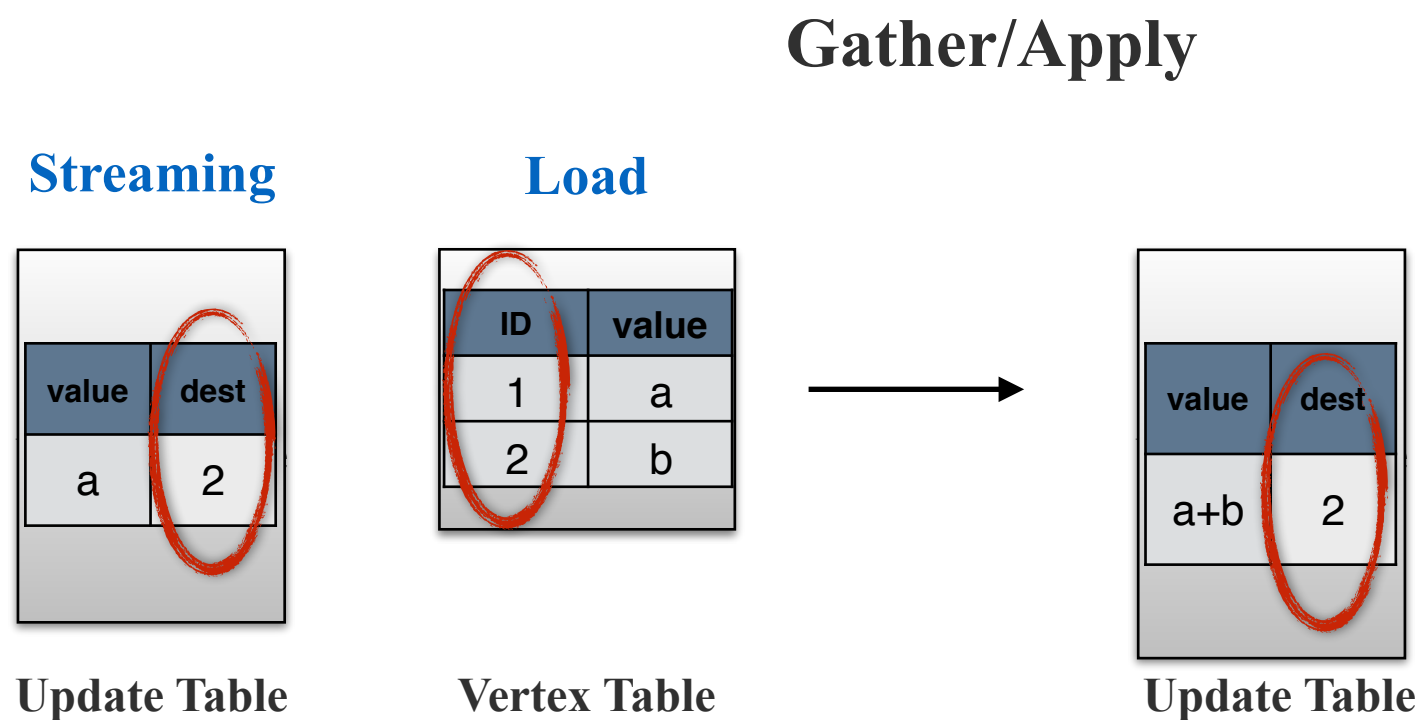 Gather/Apply
Streaming
Load
value dest
a 2
Update Table
ID value
1 a
2 b
Vertex Table
value dest
a+b 2
Update Table